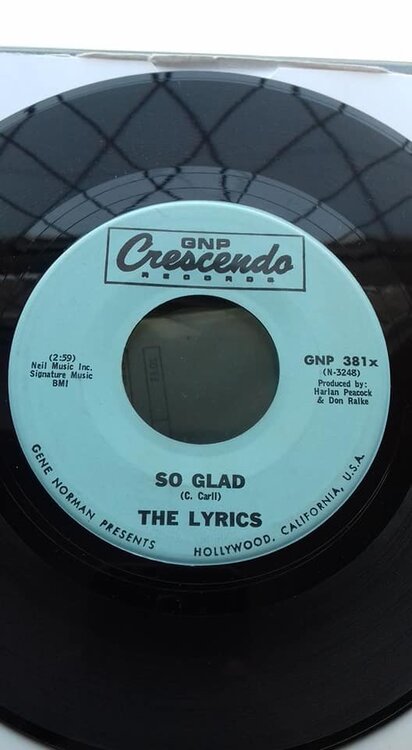 GNP
Crescendo
RECORDS
(2:59)
Neil Music Inc.
Signature Music
BMI
GNP 381x
(N-3248)
Produced by:
Harlan Peacock
& Don Ralke
SO GLAD
(C. Carll)
THE LYRICS
GENE NORMAN PRESENTS HOLLYWOOD, CALIFORNIA, U.S.A.